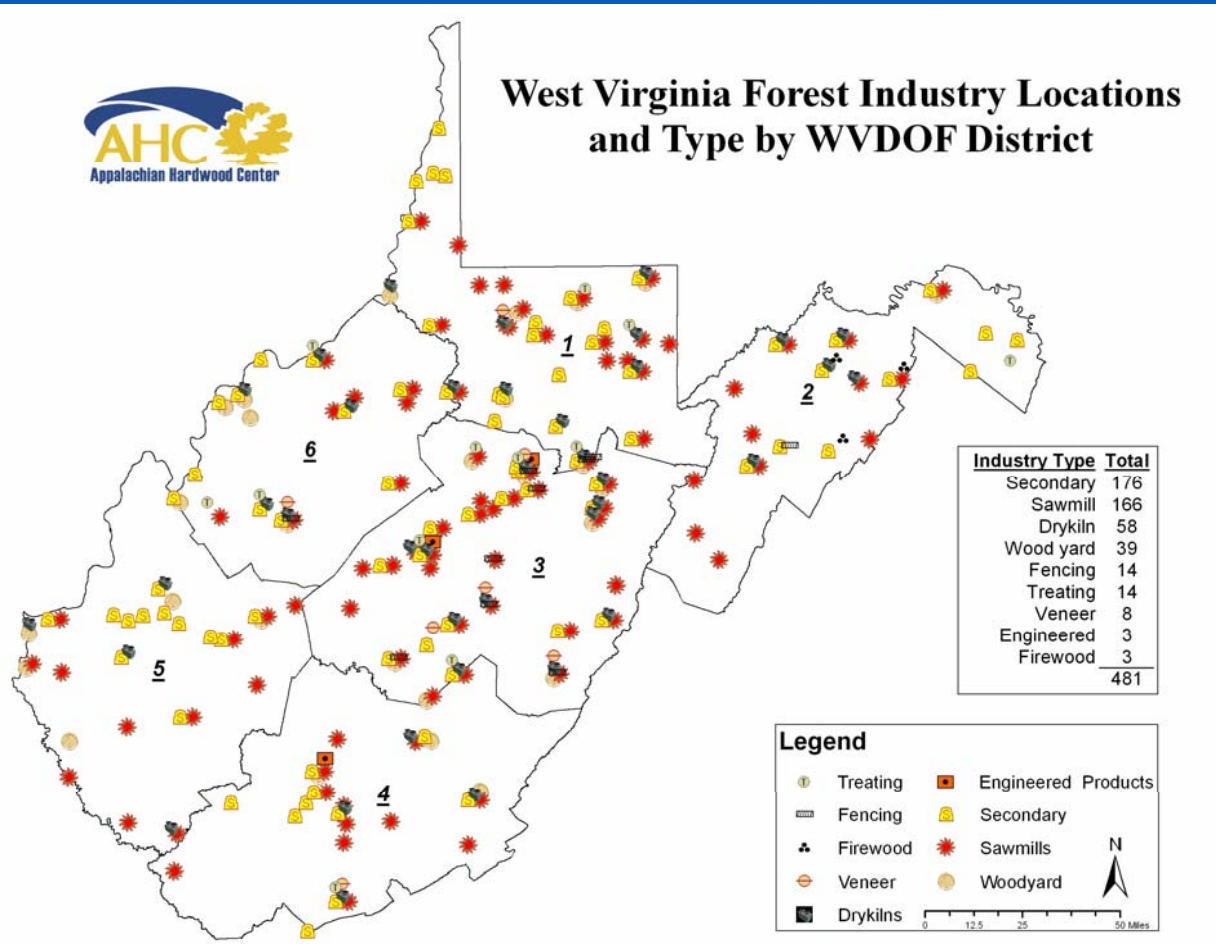 West Virginia Forest Industry Locations
and Type by WVDOF District
AHC
Appalachian Hardwood Center
1
2
6
3
5
4
Industry Type Total
Secondary 176
Sawmill 166
Drykiln 58
Wood yard 39
Fencing 14
Treating 14
Veneer 8
Engineered 3
Firewood 3
481
Legend
T Treating
Engineered Products
Fencing
S Secondary
Firewood
Sawmills
Veneer
Woodyard
Drykilns
N
0 12.5 25 50 Miles